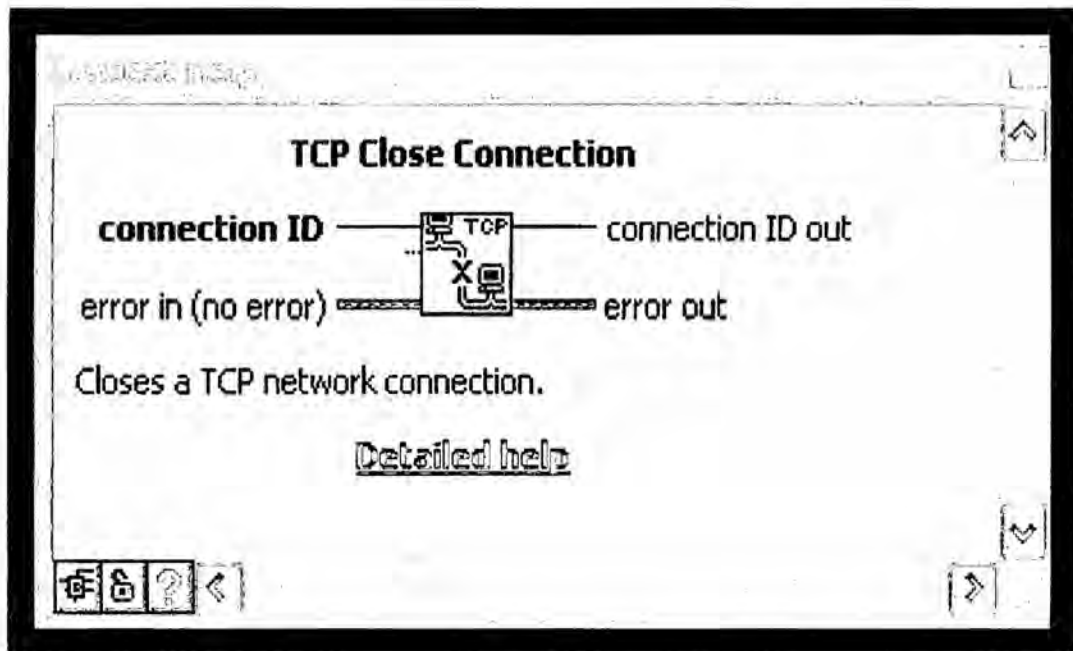 TCP Close Connection
connection ID TCP connection ID out
error in (no error) error out
Closes a TCP network connection.
Detailed help